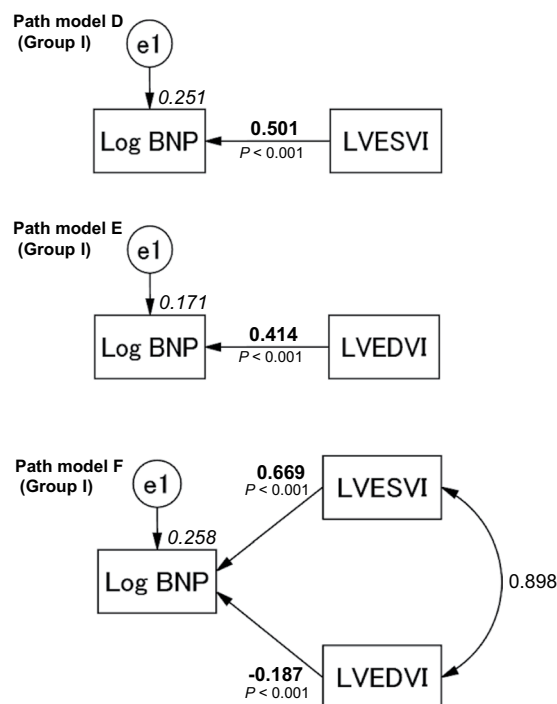 Path model D
(Group I)
e1
0.251
Log BNP
0.501
P < 0.001
LVESVI
Path model E
(Group I)
e1
0.171
Log BNP
0.414
P < 0.001
LVEDVI
Path model F
(Group I)
e1
0.258
Log BNP
0.669
P < 0.001
LVESVI
0.898
-0.187
P < 0.001
LVEDVI